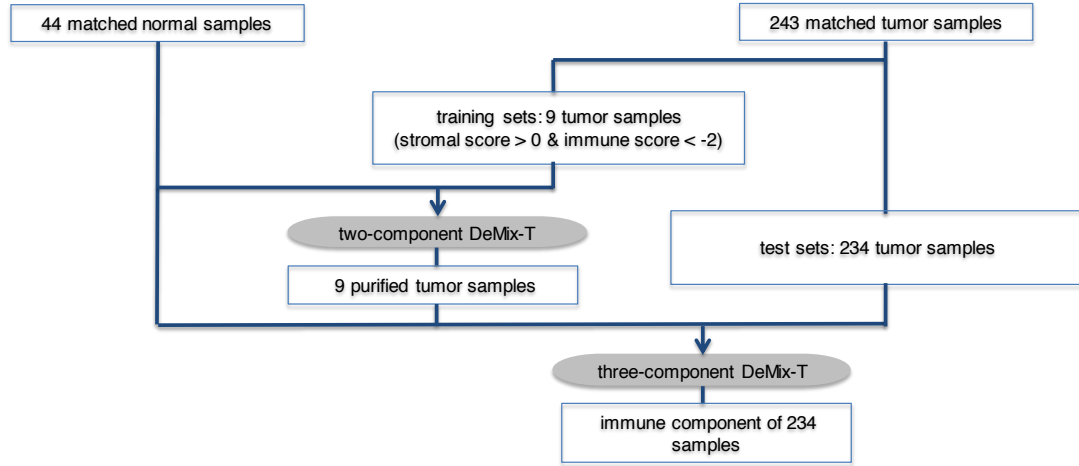 44 matched normal samples
243 matched tumor samples
training sets: 9 tumor samples
(stromal score > 0 & immune score < -2)
two-component DeMix-T
test sets: 234 tumor samples
9 purified tumor samples
three-component DeMix-T
immune component of 234
samples